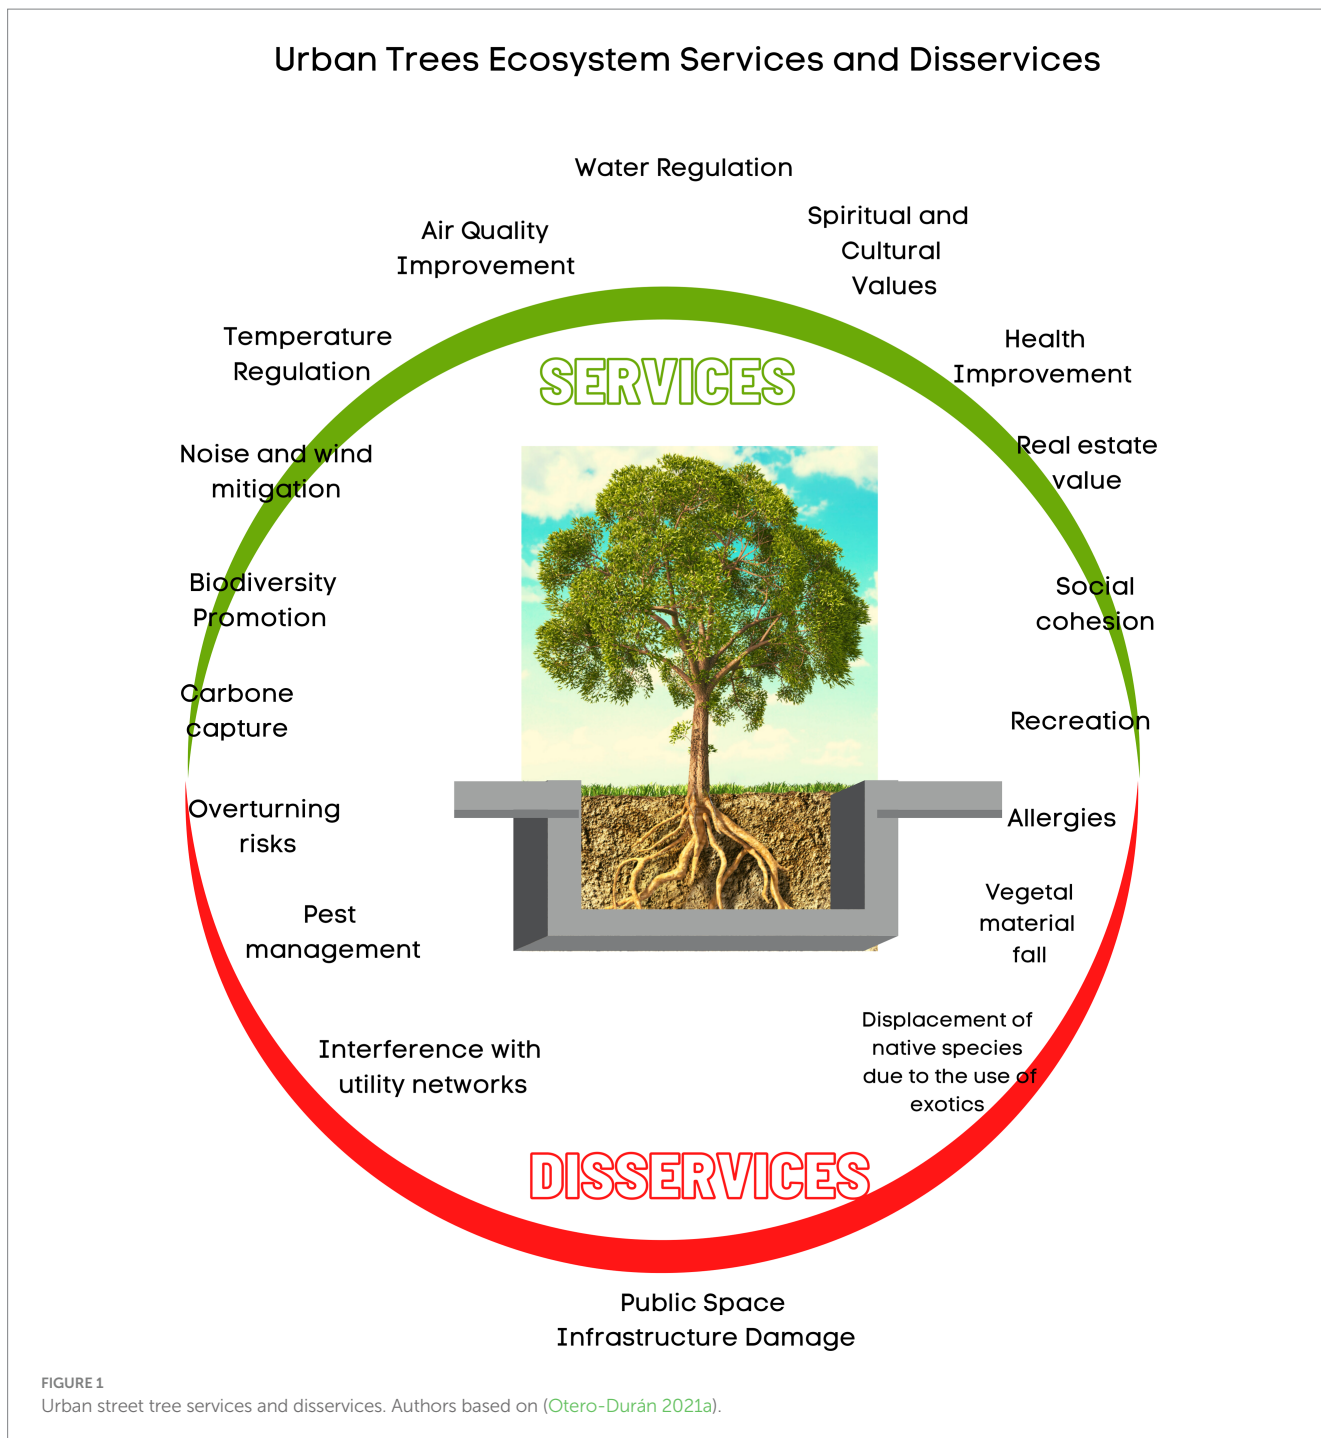 Urban Trees Ecosystem Services and Disservices
Water Regulation
Spiritual and
Cultural
Values
Air Quality
Improvement
Temperature
Regulation
Health
Improvement
SERVICES
Noise and wind
mitigation
Real estate
value
Biodiversity
Promotion
Social
cohesion
Carbone
capture
Recreation
Overturning
risks
Allergies
Vegetal
material
fall
Pest
management
Displacement of
native species
due to the use of
exotics
Interference with
utility networks
DISSERVICES
Public Space
Infrastructure Damage
FIGURE 1
Urban street tree services and disservices. Authors based on (Otero-Durán 2021a).